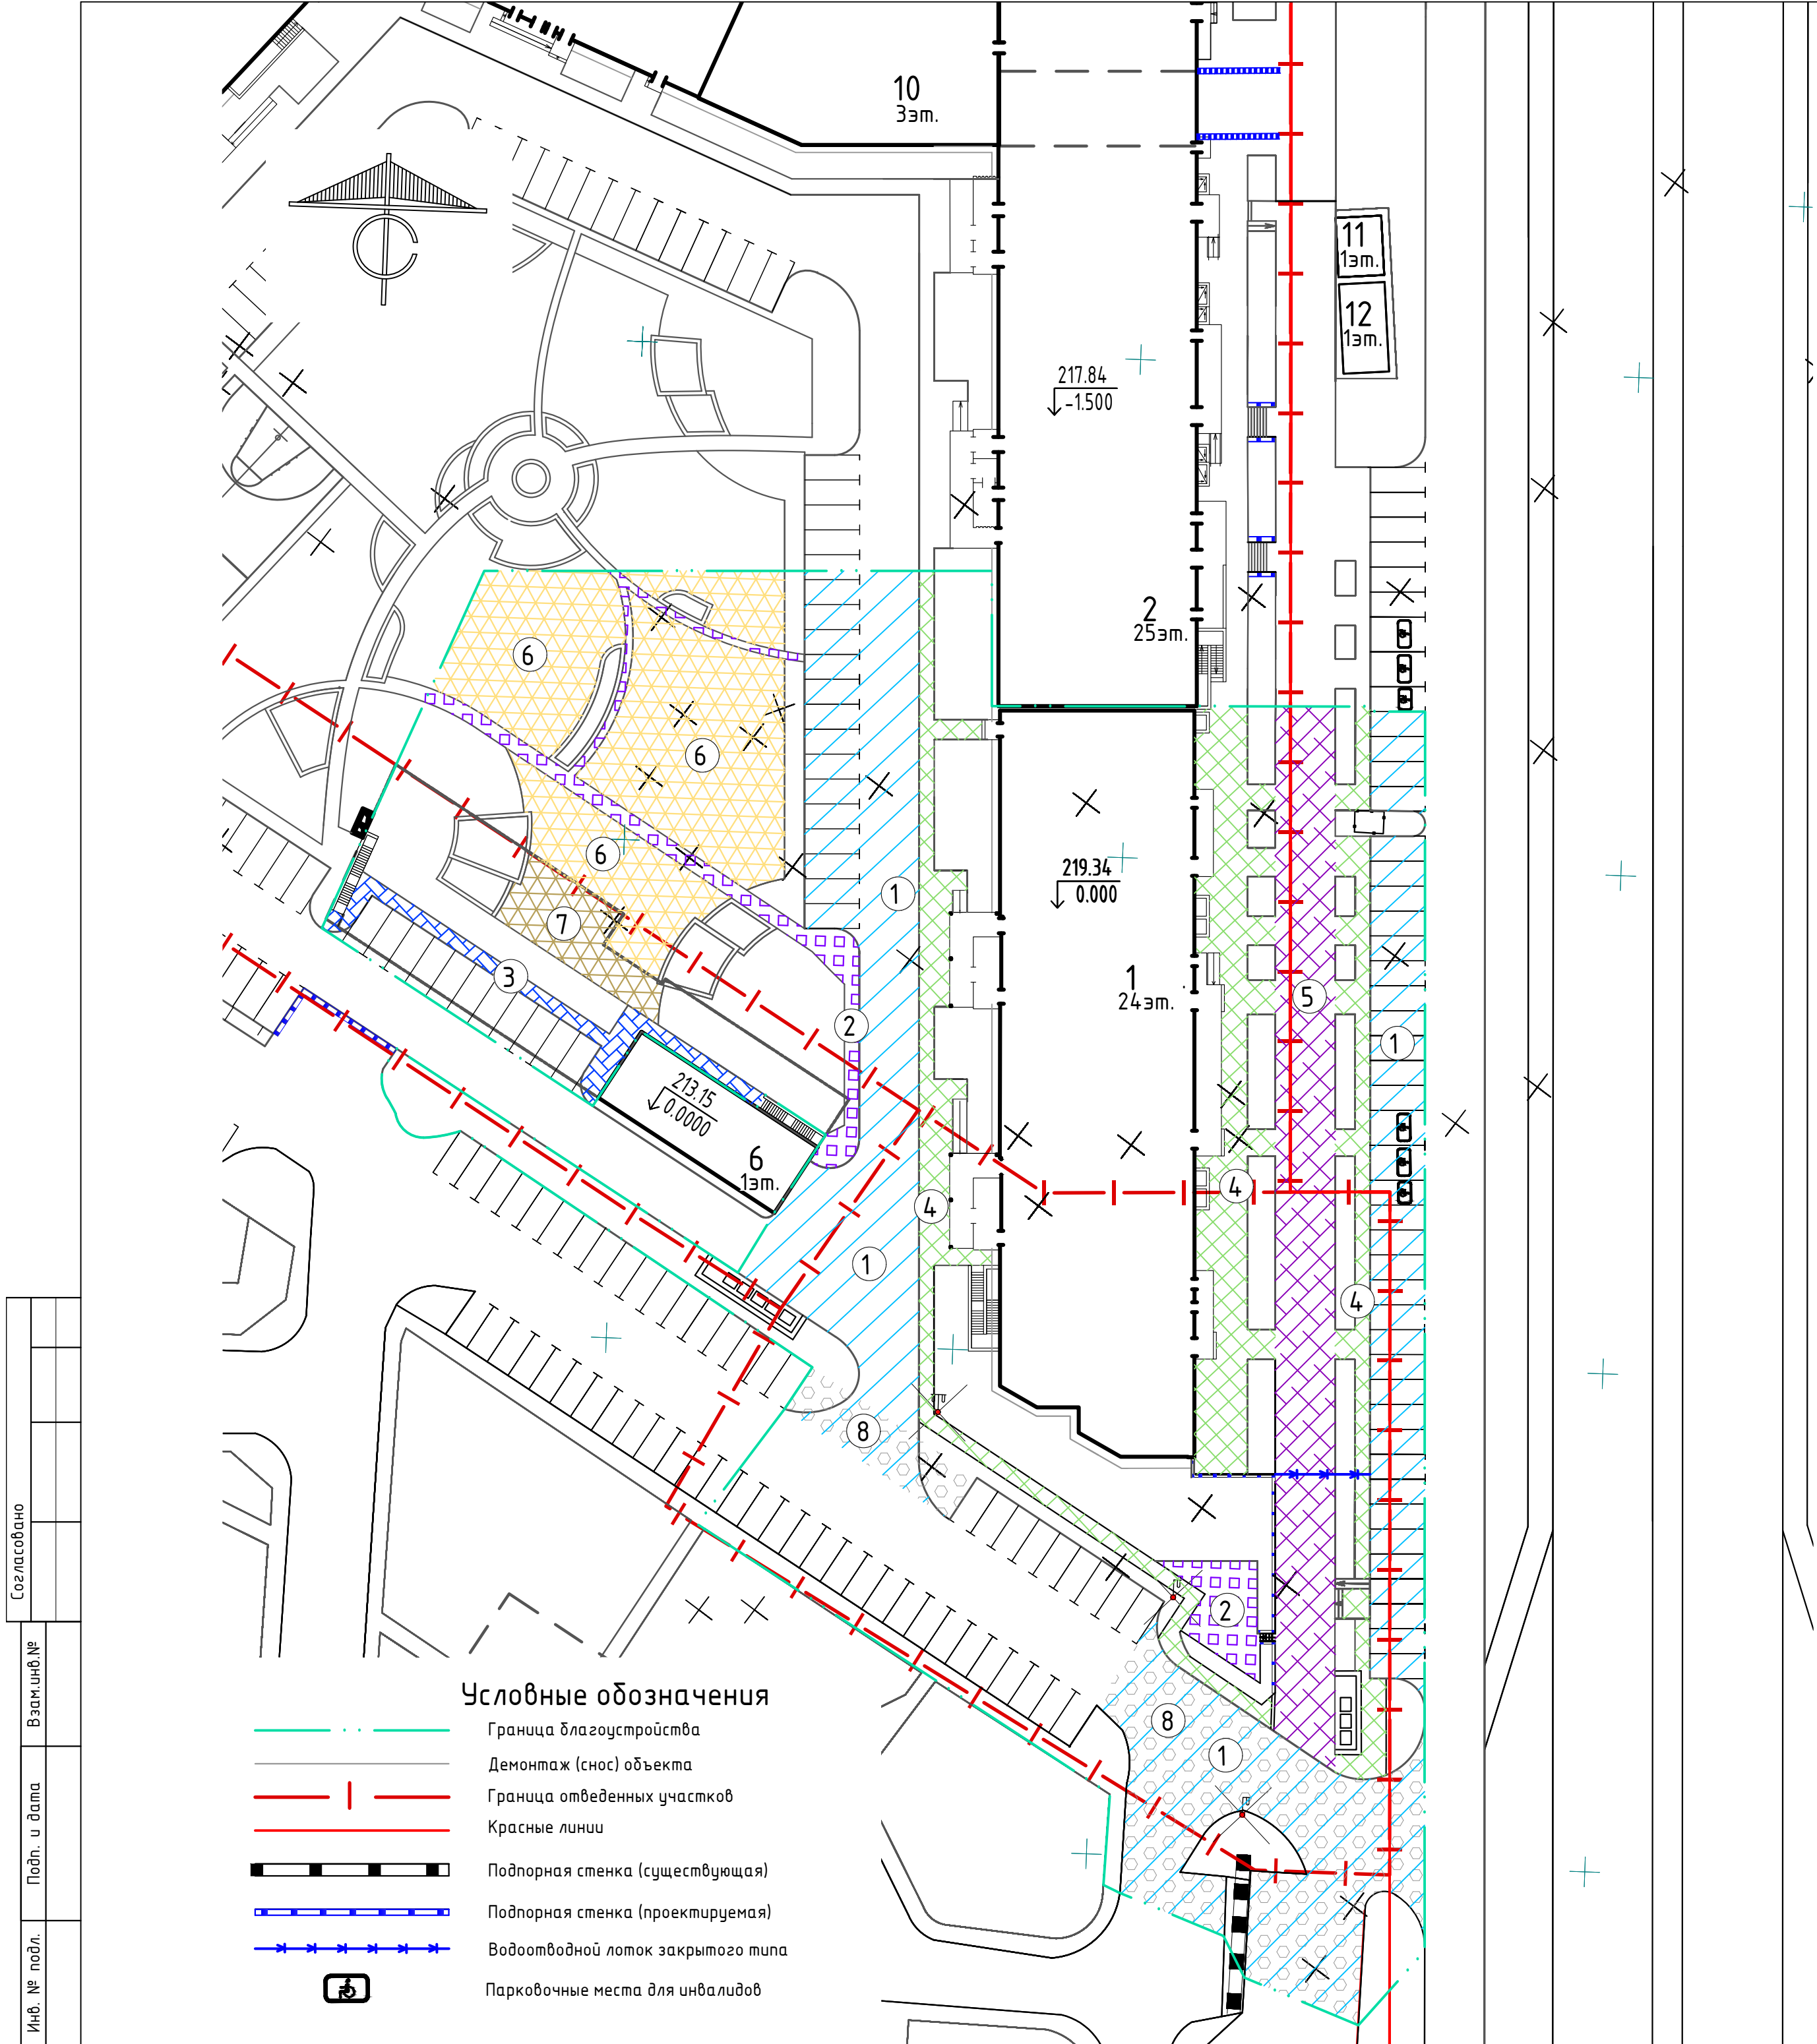 10
3эт.
11
1эт.
12
1эт.
217.84
-1.500
2
25эт.
6
6
6
7
3
1
219.34
0.000
1
24эт.
5
2
1
213.15
0.0000
6
1эт.
4
4
1
4
8
2
8
1
Согласовано
Взам.инв.№
Подп. и дата
Инв. № подл.
Условные обозначения
Граница благоустройства
Демонтаж (снос) объекта
Граница отведенных участков
Красные линии
Подпорная стенка (существующая)
Подпорная стенка (проектируемая)
Водоотводной лоток закрытого типа
Парковочные места для инвалидов